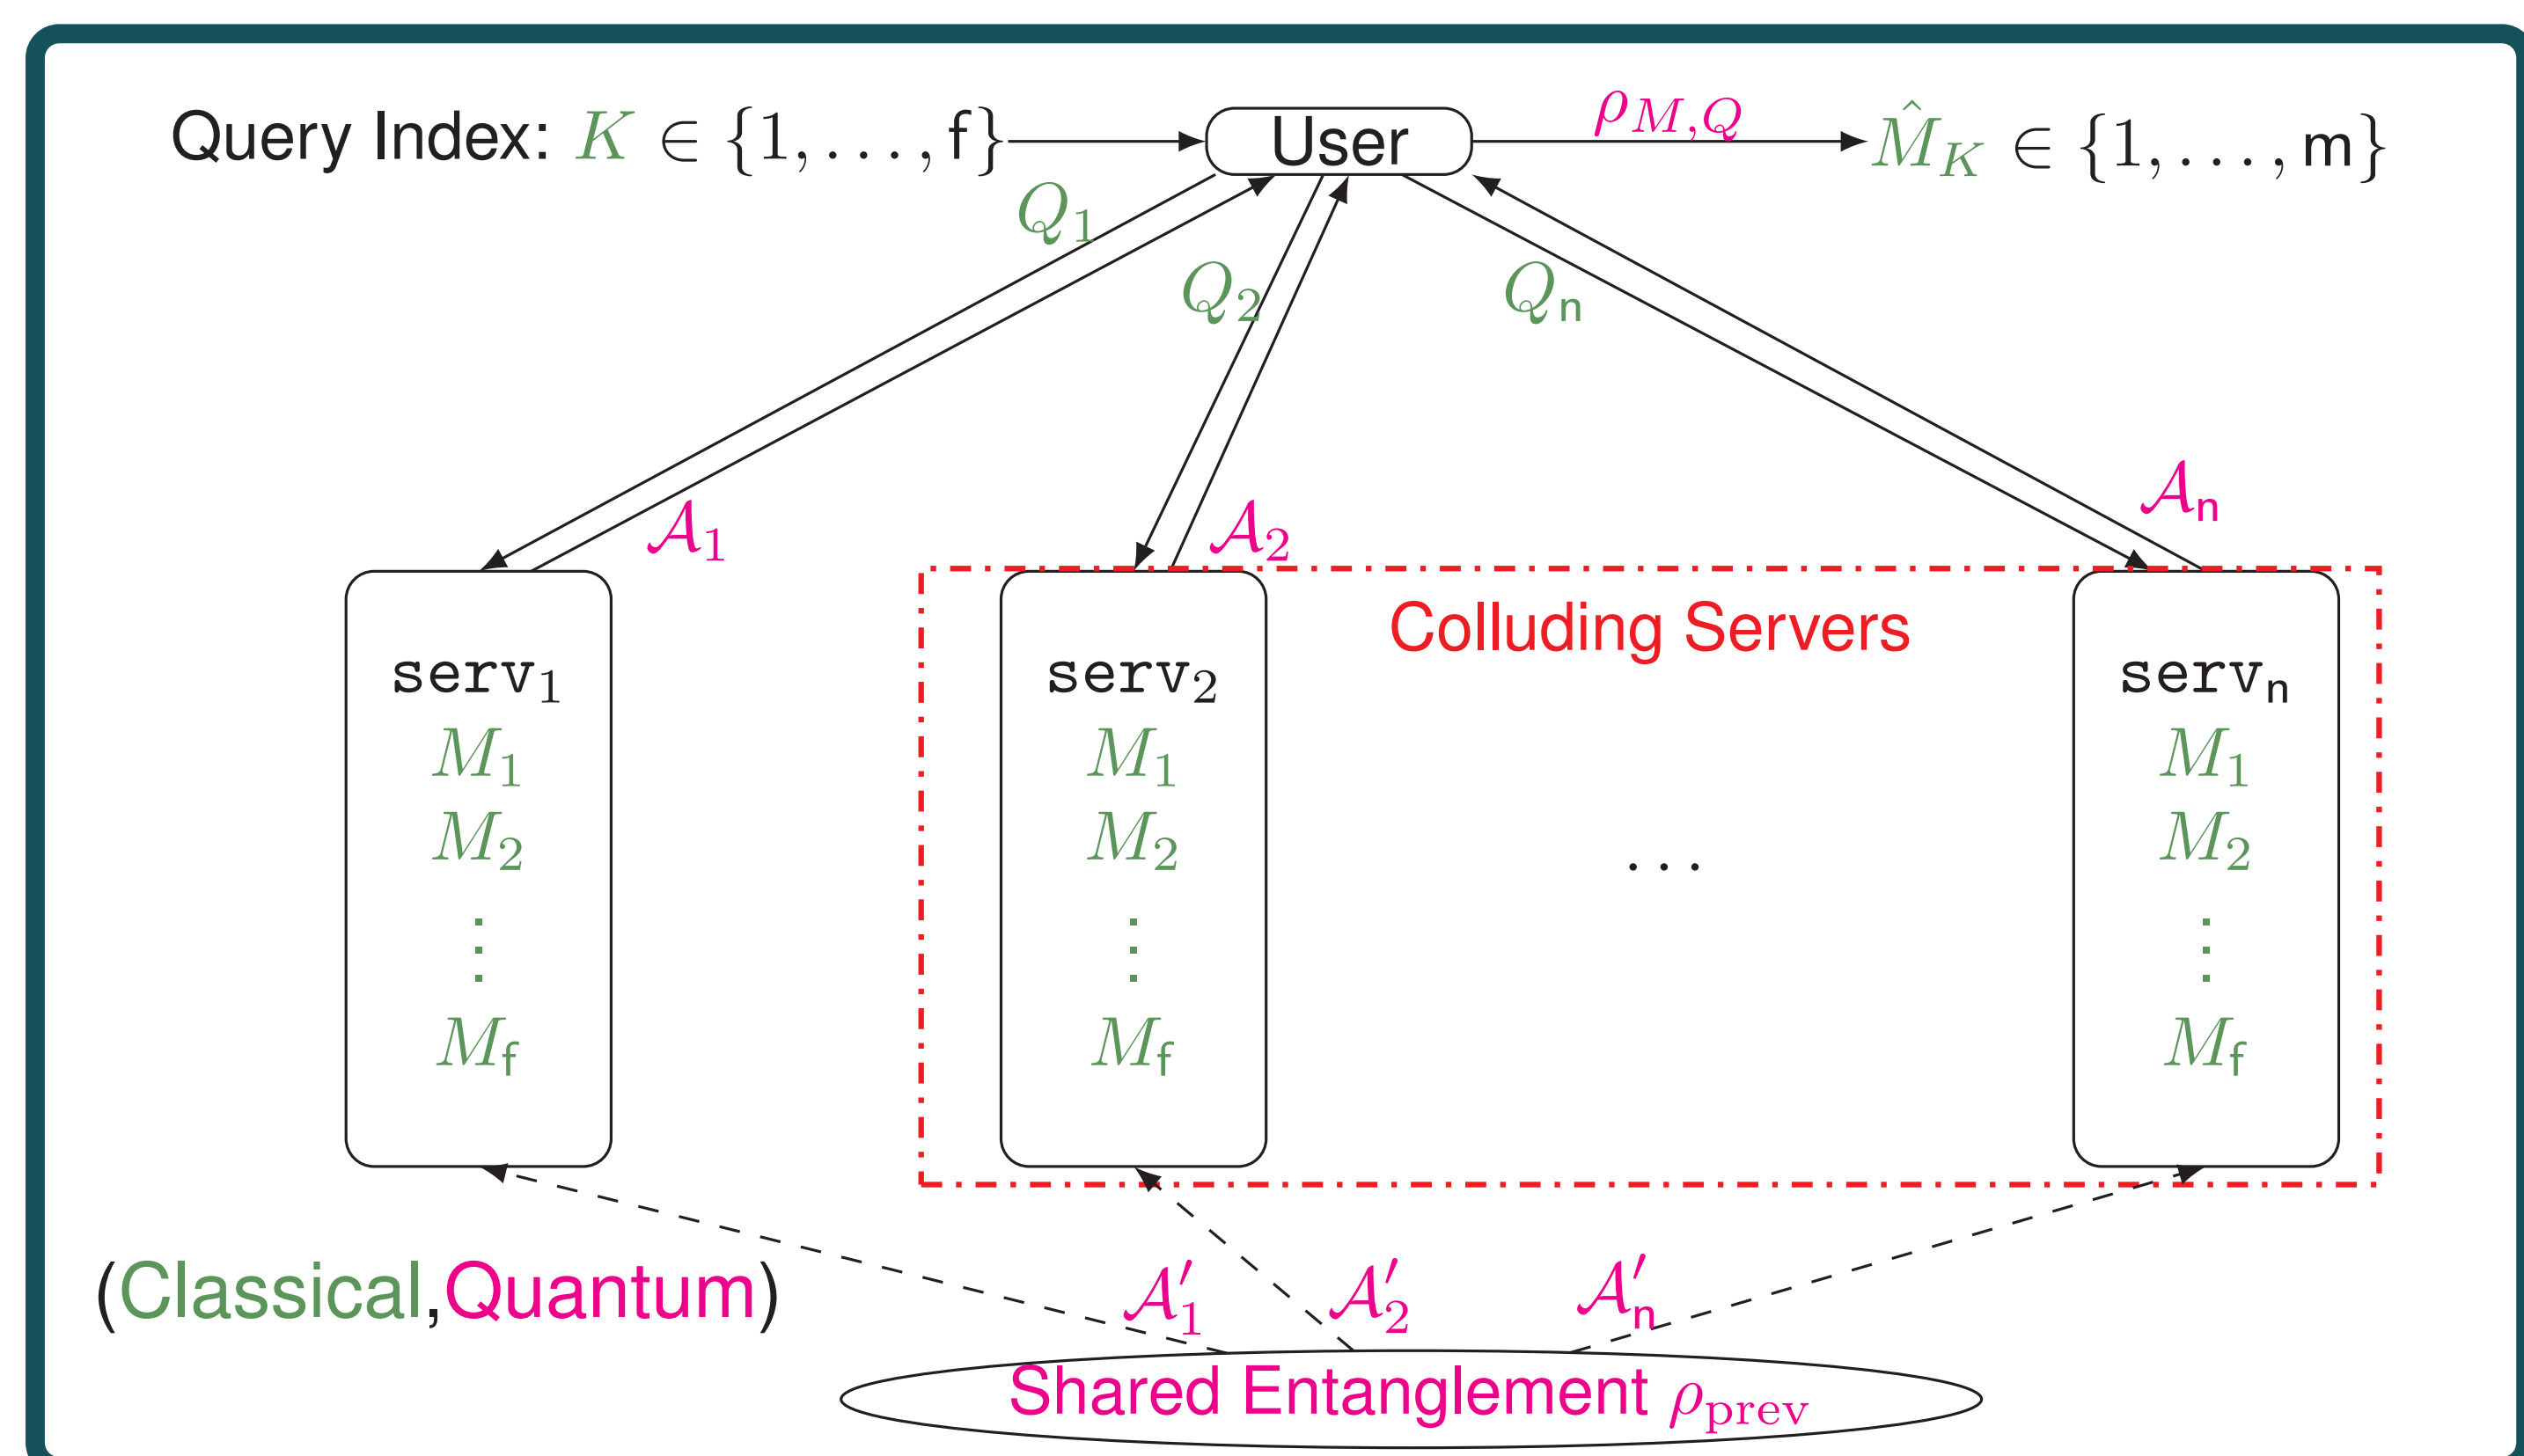 Query Index: K ∈ {1, . . . , f}
User
ρ_{M,Q}
M̂_K ∈ {1, . . . , m}
Q_1
Q_2
Q_n
𝒜_1
𝒜_2
𝒜_n
Colluding Servers
serv_1
M_1
M_2
⋮
M_f
serv_2
M_1
M_2
⋮
M_f
· · ·
serv_n
M_1
M_2
⋮
M_f
(Classical,Quantum)
𝒜′_1
𝒜′_2
𝒜′_n
Shared Entanglement ρ_prev